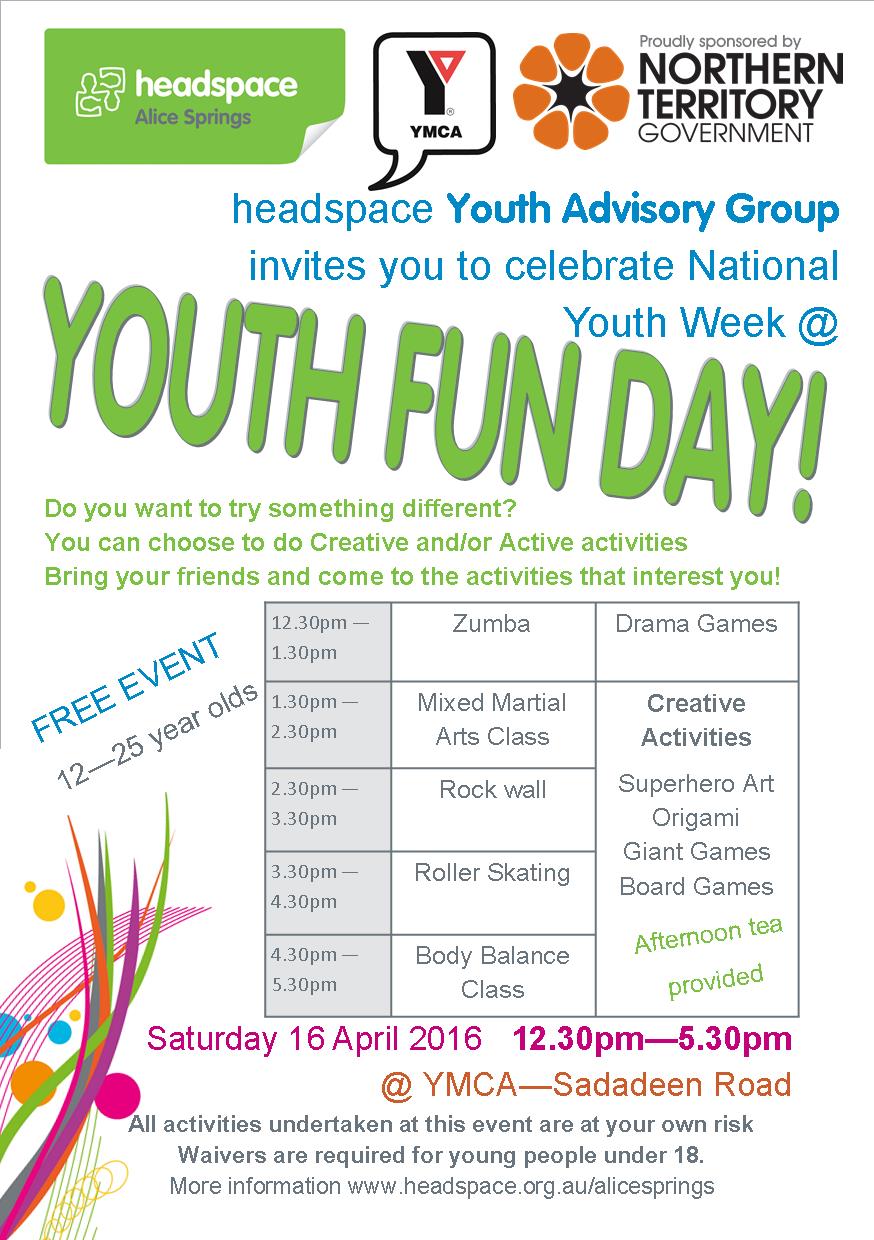 headspace
Alice Springs
Y
®
YMCA
Proudly sponsored by
NORTHERN
TERRITORY
GOVERNMENT
headspace Youth Advisory Group
invites you to celebrate National
Youth Week @
YOUTH FUN DAY!
Do you want to try something different?
You can choose to do Creative and/or Active activities
Bring your friends and come to the activities that interest you!
FREE EVENT
12—25 year olds
12.30pm —
1.30pm
Zumba
Drama Games
1.30pm —
2.30pm
Mixed Martial
Arts Class
2.30pm —
3.30pm
Rock wall
3.30pm —
4.30pm
Roller Skating
4.30pm —
5.30pm
Body Balance
Class
Creative
Activities
Superhero Art
Origami
Giant Games
Board Games
Afternoon tea
provided
Saturday 16 April 2016 12.30pm—5.30pm
@ YMCA—Sadadeen Road
All activities undertaken at this event are at your own risk
Waivers are required for young people under 18.
More information www.headspace.org.au/alicesprings